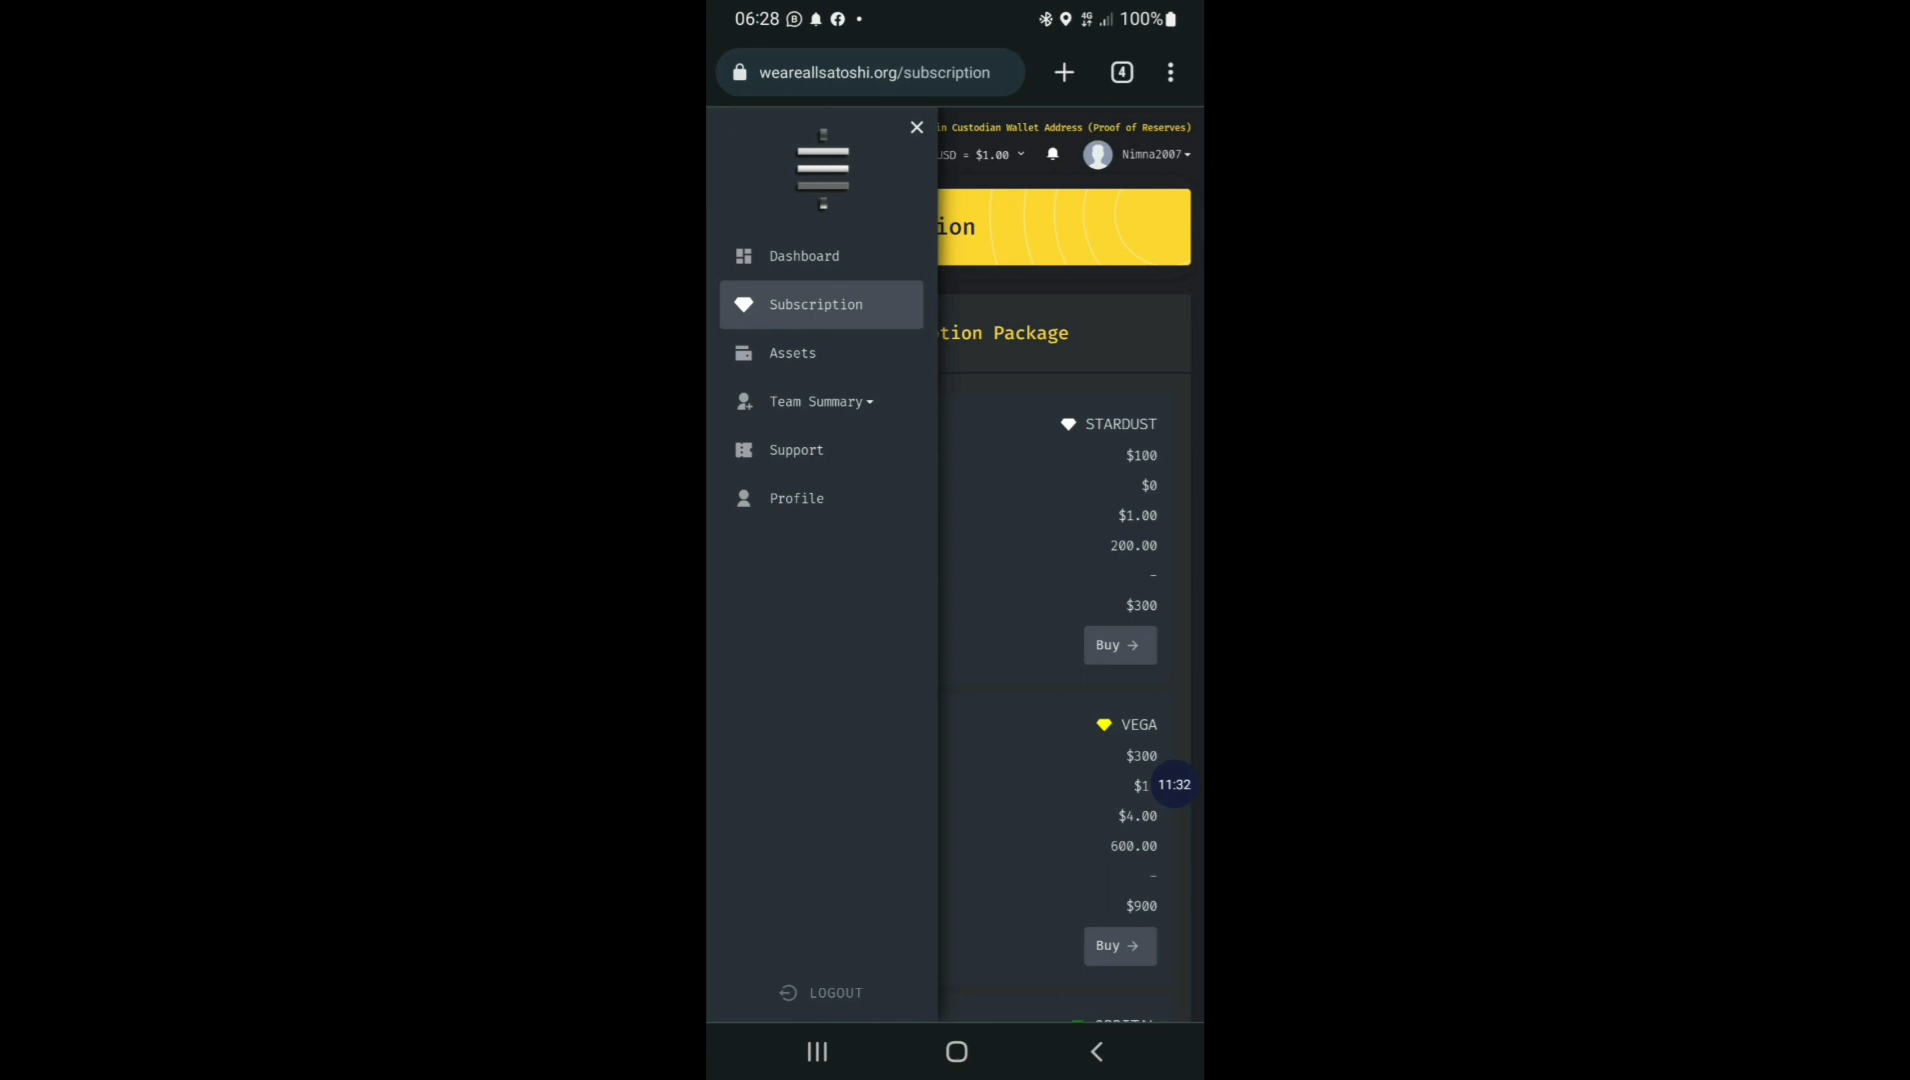 06:28
100%
weareallsatoshi.org/subscription
4
in Custodian Wallet Address (Proof of Reserves)
USD = $1.00
Nimna2007
ion
Dashboard
Subscription
Assets
Team Summary
Support
Profile
LOGOUT
tion Package
STARDUST
$100
$0
$1.00
200.00
-
$300
Buy →
VEGA
$300
$1
11:32
$4.00
600.00
-
$900
Buy →